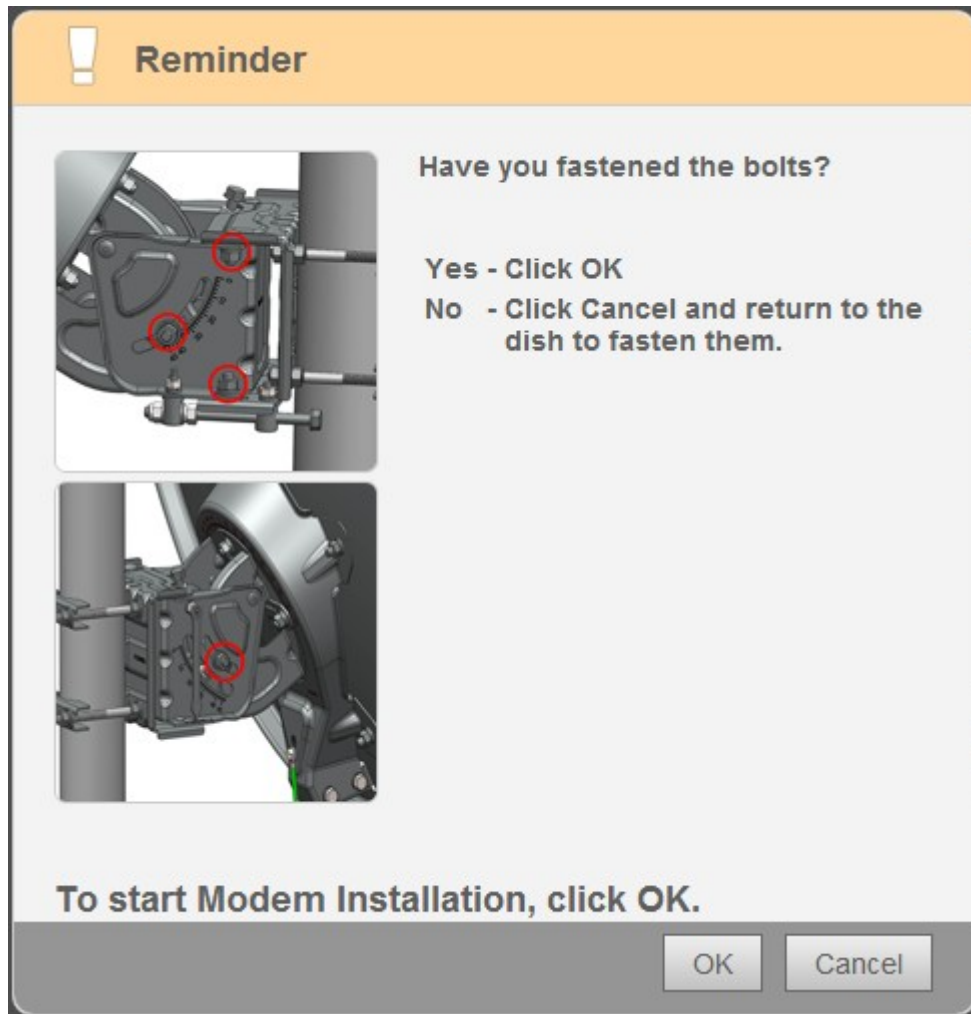 Reminder
Have you fastened the bolts?
Yes - Click OK
No - Click Cancel and return to the
dish to fasten them.
To start Modem Installation, click OK.
OK Cancel